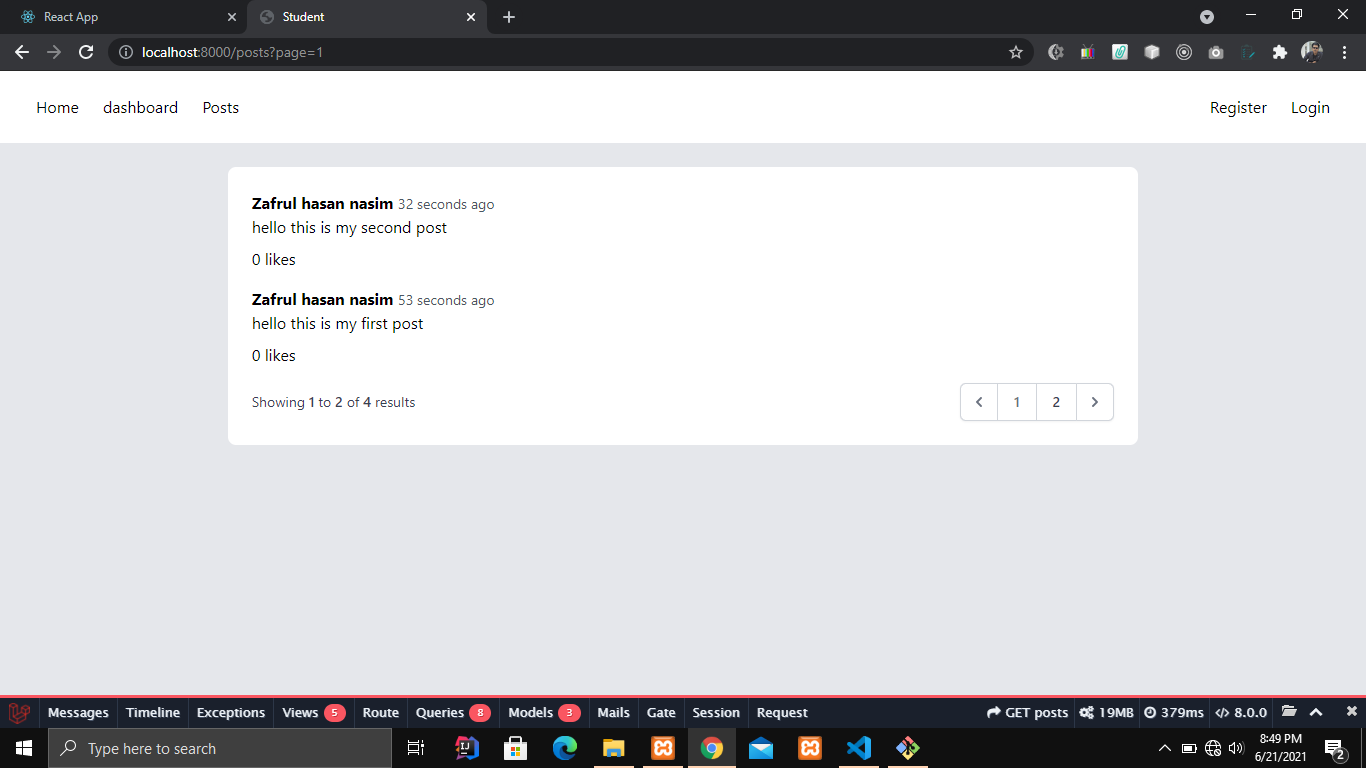 React App
Student
localhost:8000/posts?page=1
Home dashboard Posts Register Login
Zafrul hasan nasim 32 seconds ago
hello this is my second post
0 likes
Zafrul hasan nasim 53 seconds ago
hello this is my first post
0 likes
Showing 1 to 2 of 4 results 1 2
Messages Timeline Exceptions Views 5 Route Queries 8 Models 3 Mails Gate Session Request GET posts 19MB 379ms 8.0.0
Type here to search
8:49 PM
6/21/2021
2